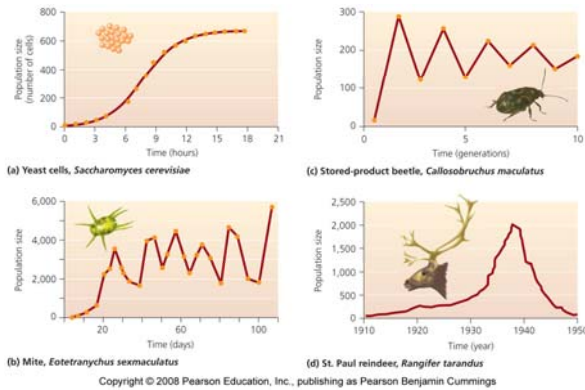 800
600
400
200
0
Population size
(number of cells)
0 3 6 9 12 15 18 21
Time (hours)
(a) Yeast cells, Saccharomyces cerevisiae
300
200
100
0
Population size
0 5 10
Time (generations)
(c) Stored-product beetle, Callosobruchus maculatus
6,000
4,000
2,000
0
Population size
20 40 60 80 100
Time (days)
(b) Mite, Eotetranychus sexmaculatus
2,500
2,000
1,500
1,000
500
0
Population size
1910 1920 1930 1940 1950
Time (year)
(d) St. Paul reindeer, Rangifer tarandus
Copyright © 2008 Pearson Education, Inc., publishing as Pearson Benjamin Cummings